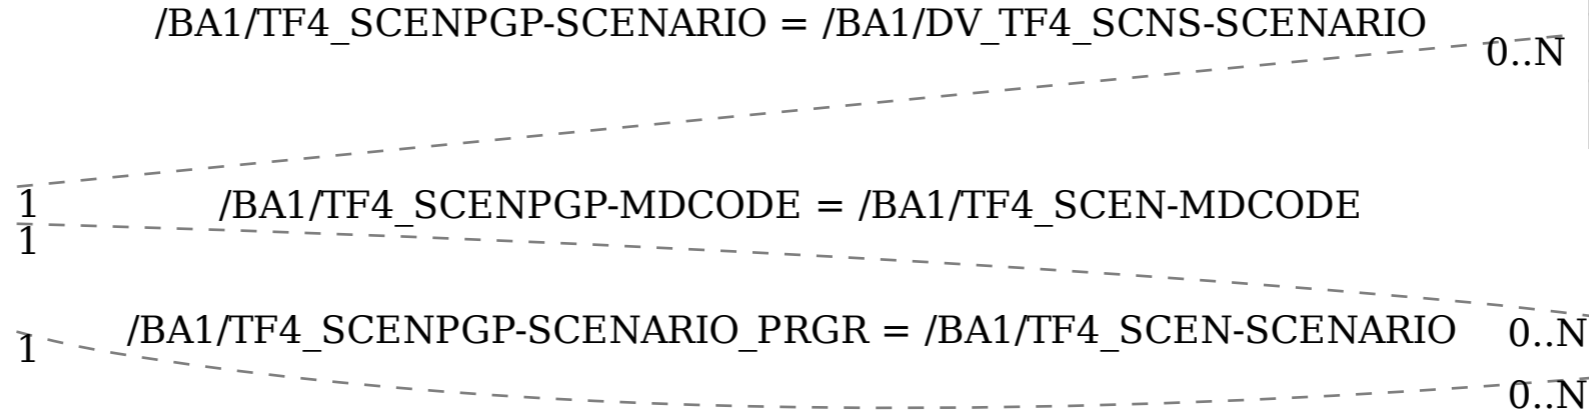 /BA1/TF4_SCENPGP-SCENARIO = /BA1/DV_TF4_SCNS-SCENARIO
0..N
1
/BA1/TF4_SCENPGP-MDCODE = /BA1/TF4_SCEN-MDCODE
1
/BA1/TF4_SCENPGP-SCENARIO_PRGR = /BA1/TF4_SCEN-SCENARIO
0..N
1
0..N